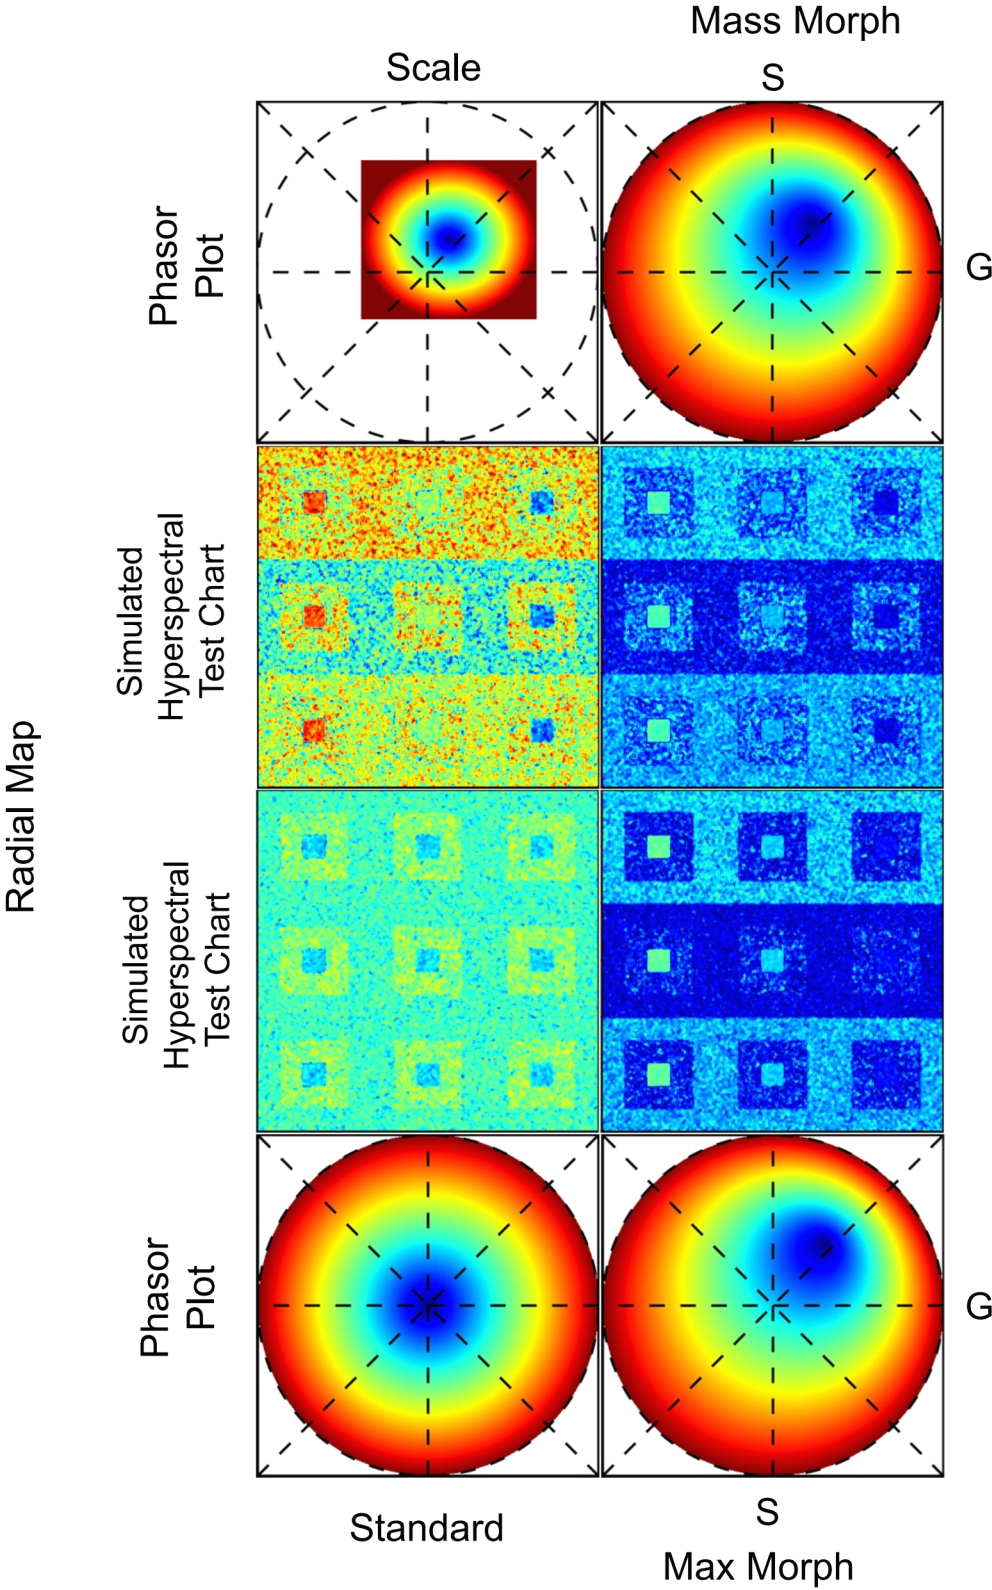 Mass Morph
Scale
S
Phasor
Plot
G
Simulated
Hyperspectral
Test Chart
Radial Map
Simulated
Hyperspectral
Test Chart
Phasor
Plot
G
Standard
S
Max Morph